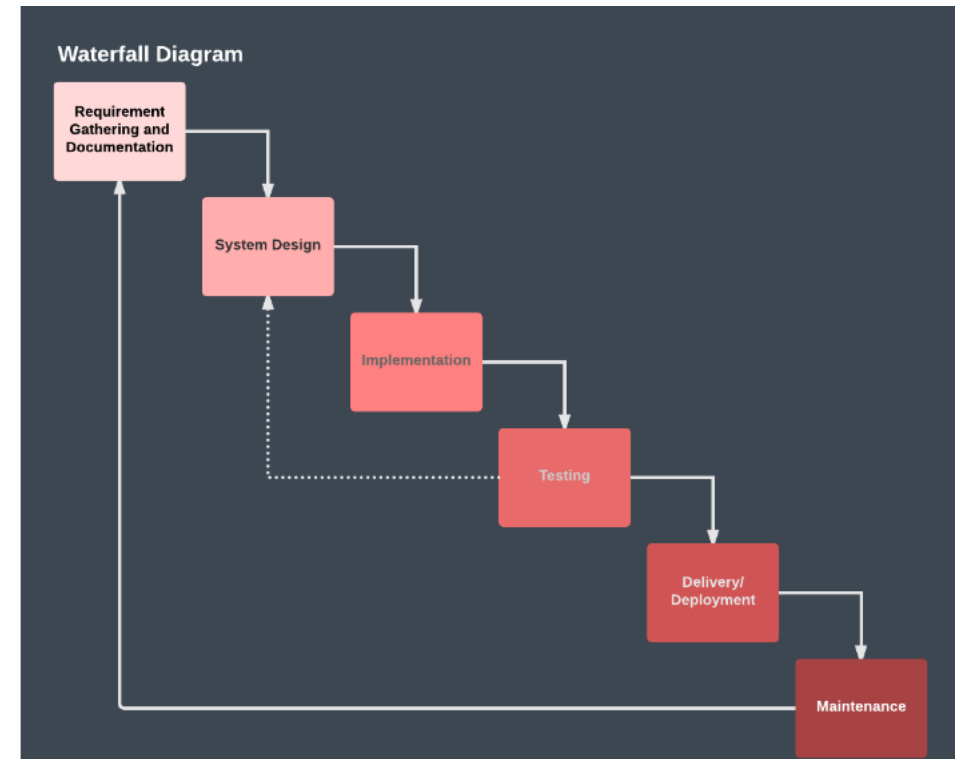 Waterfall Diagram
Requirement
Gathering and
Documentation
System Design
Implementation
Testing
Delivery/
Deployment
Maintenance